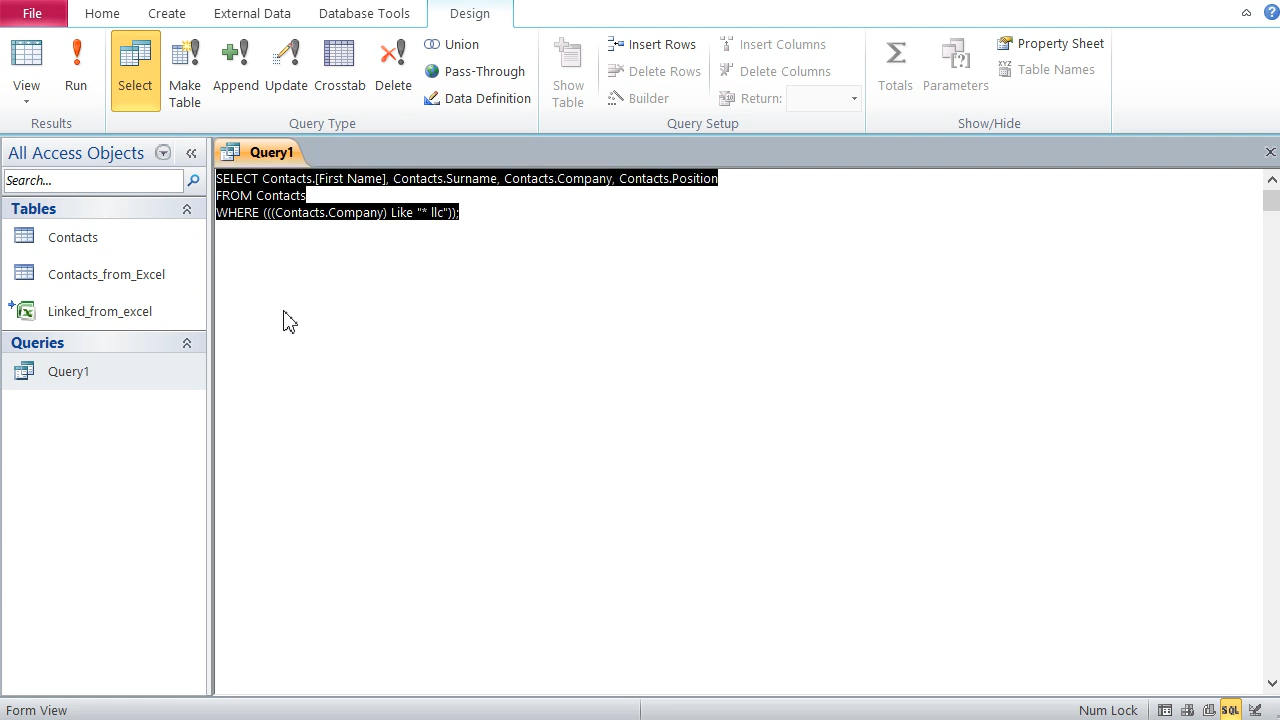 File Home Create External Data Database Tools Design
View Run Select Make Table Append Update Crosstab Delete
Union
Pass-Through
Data Definition
Show Table
Insert Rows
Delete Rows
Builder
Insert Columns
Delete Columns
Return:
Totals Parameters
Property Sheet
XYZ Table Names
Results Query Type Query Setup Show/Hide
All Access Objects
Search...
Tables
Contacts
Contacts_from_Excel
Linked_from_excel
Queries
Query1
Query1
SELECT Contacts.[First Name], Contacts.Surname, Contacts.Company, Contacts.Position
FROM Contacts
WHERE (((Contacts.Company) Like "* llc"));
Form View Num Lock SQL